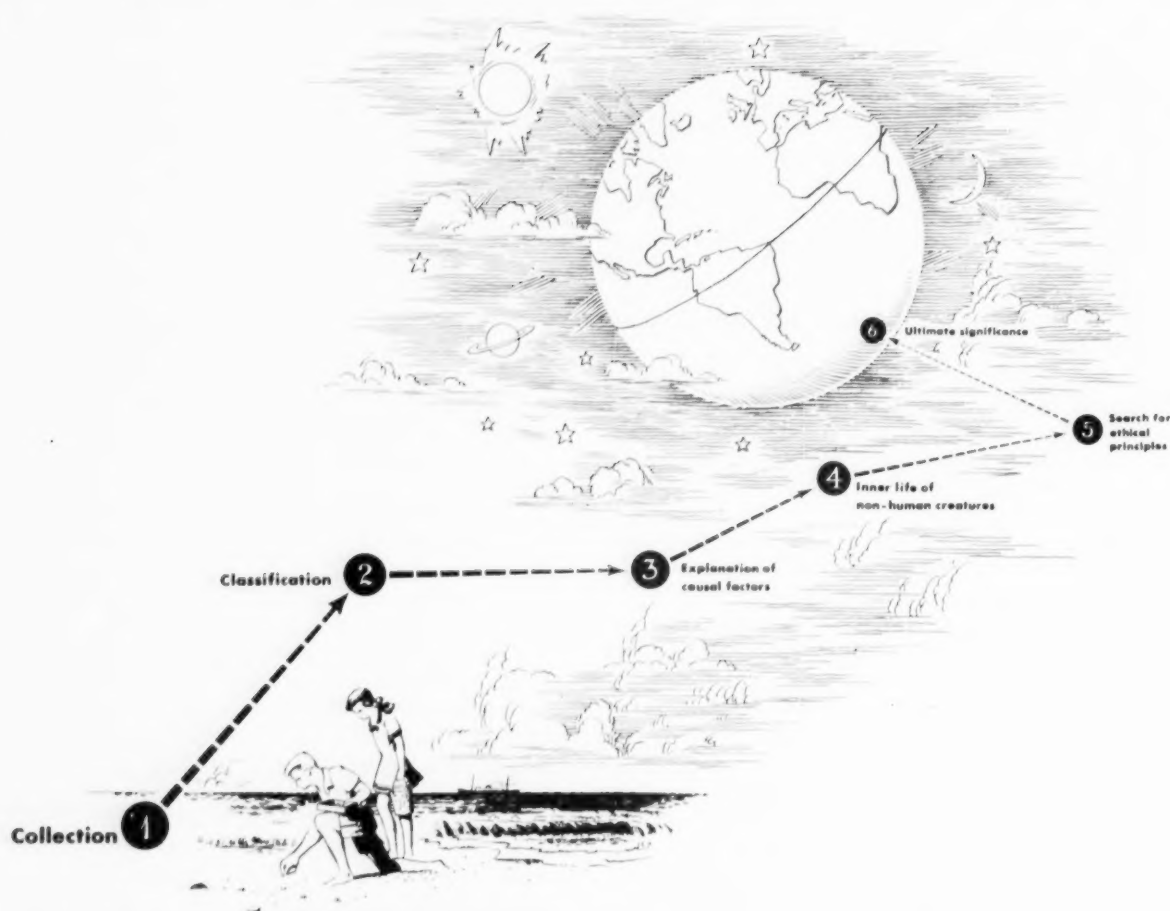 6 Ultimate significance
5 Search for
ethical
principles
4 Inner life of
non-human creatures
Classification 2
3 Explanation of
causal factors
Collection 1